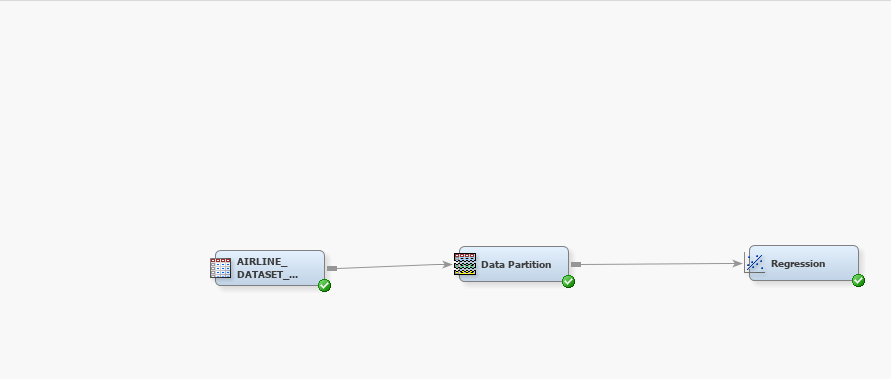 AIRLINE_
DATASET_...
Data Partition
Regression